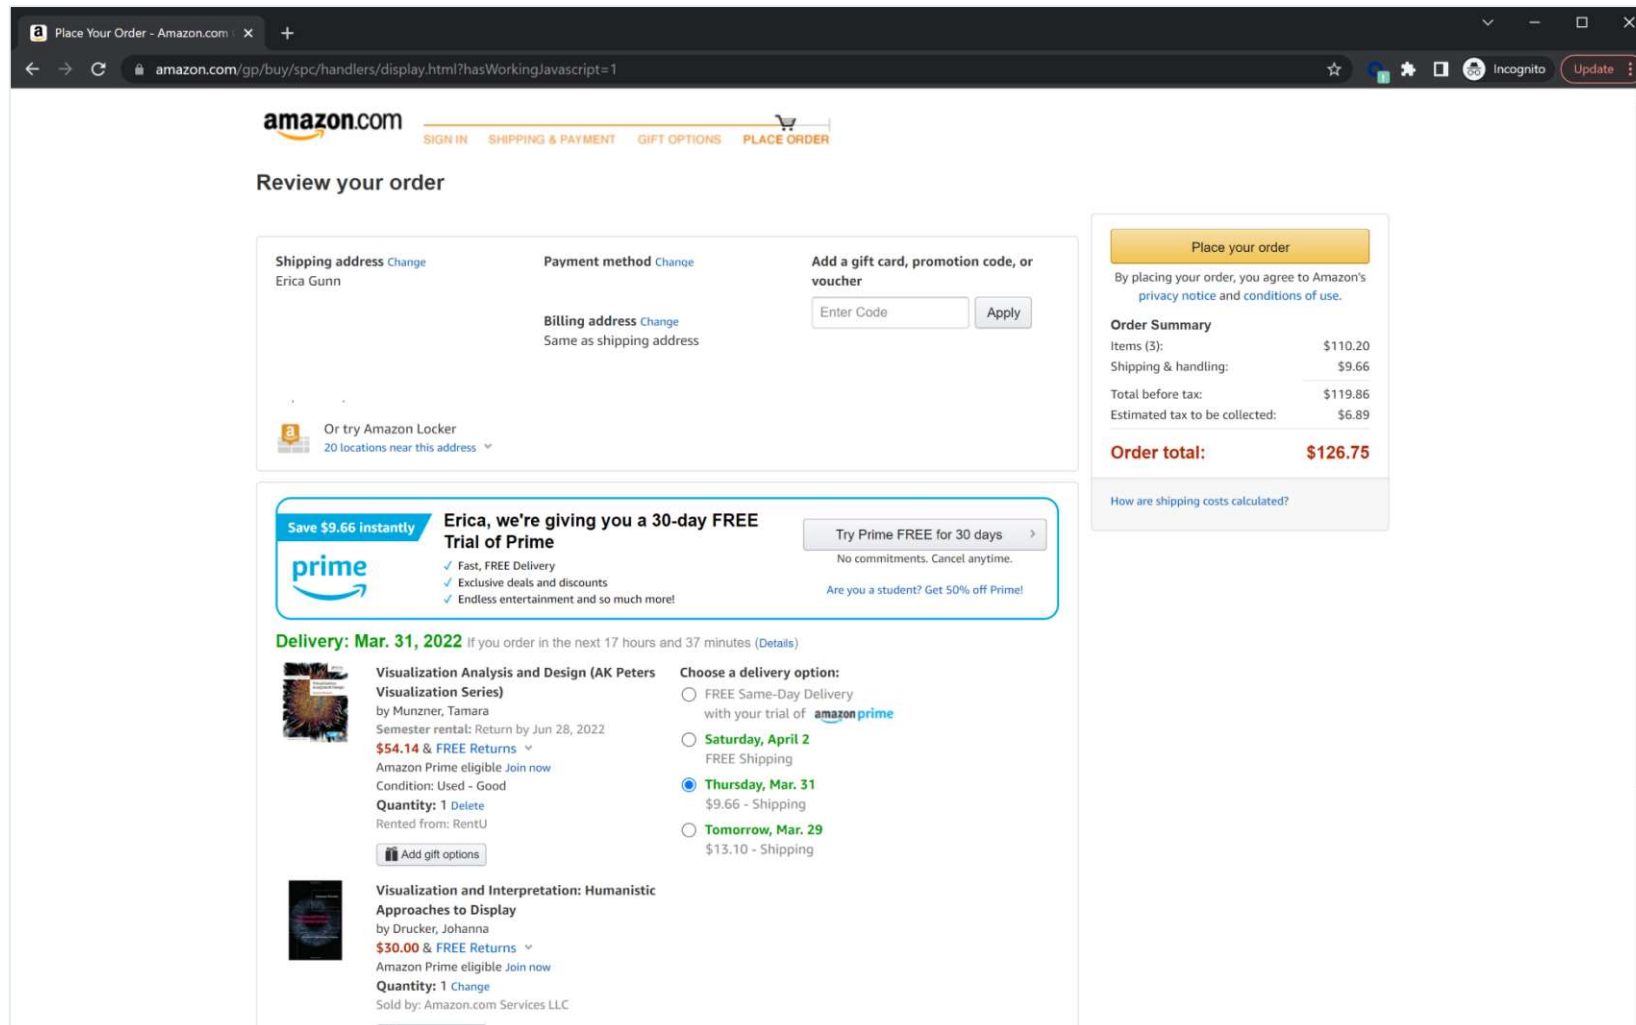 Place Your Order - Amazon.com
amazon.com/gp/buy/spc/handlers/display.html?hasWorkingJavascript=1
Incognito
Update
amazon.com
SIGN IN SHIPPING & PAYMENT GIFT OPTIONS PLACE ORDER
Review your order
Shipping address Change
Erica Gunn
Or try Amazon Locker
20 locations near this address
Payment method Change
Billing address Change
Same as shipping address
Add a gift card, promotion code, or
voucher
Enter Code
Apply
Place your order
By placing your order, you agree to Amazon's
privacy notice and conditions of use.
Order Summary
Items (3): $110.20
Shipping & handling: $9.66
Total before tax: $119.86
Estimated tax to be collected: $6.89
Order total: $126.75
How are shipping costs calculated?
Save $9.66 instantly
prime
Erica, we're giving you a 30-day FREE
Trial of Prime
✓ Fast, FREE Delivery
✓ Exclusive deals and discounts
✓ Endless entertainment and so much more!
Try Prime FREE for 30 days
No commitments. Cancel anytime.
Are you a student? Get 50% off Prime!
Delivery: Mar. 31, 2022 If you order in the next 17 hours and 37 minutes (Details)
Visualization Analysis and Design (AK Peters
Visualization Series)
by Munzner, Tamara
Semester rental: Return by Jun 28, 2022
$54.14 & FREE Returns
Amazon Prime eligible Join now
Condition: Used - Good
Quantity: 1 Delete
Rented from: RentU
Add gift options
Choose a delivery option:
FREE Same-Day Delivery
with your trial of amazon prime
Saturday, April 2
FREE Shipping
Thursday, Mar. 31
$9.66 - Shipping
Tomorrow, Mar. 29
$13.10 - Shipping
Visualization and Interpretation: Humanistic
Approaches to Display
by Drucker, Johanna
$30.00 & FREE Returns
Amazon Prime eligible Join now
Quantity: 1 Change
Sold by: Amazon.com Services LLC